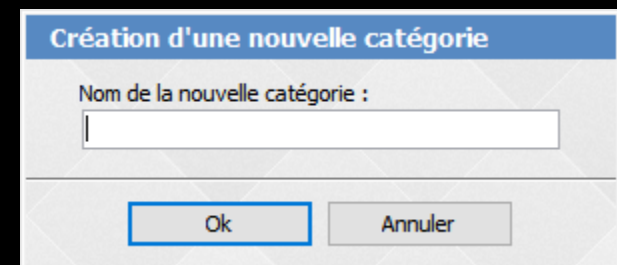 Création d'une nouvelle catégorie
Nom de la nouvelle catégorie :
Ok
Annuler